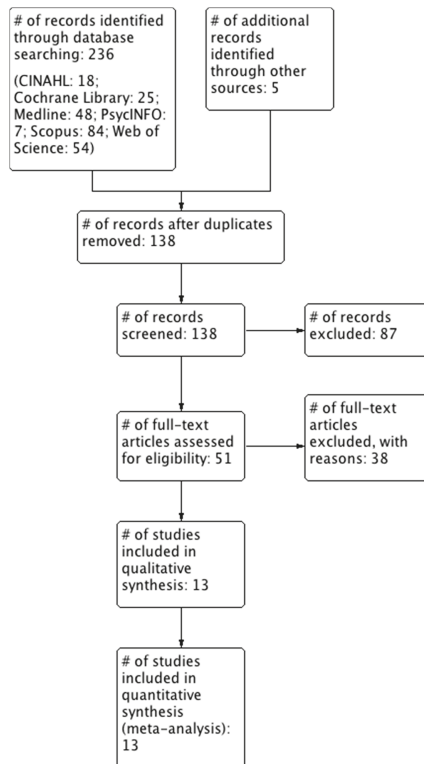 # of records identified
through database
searching: 236
(CINAHL: 18;
Cochrane Library: 25;
Medline: 48; PsycINFO:
7; Scopus: 84; Web of
Science: 54)
# of additional
records
identified
through other
sources: 5
# of records after duplicates
removed: 138
# of records
screened: 138
# of records
excluded: 87
# of full-text
articles assessed
for eligibility: 51
# of full-text
articles
excluded, with
reasons: 38
# of studies
included in
qualitative
synthesis: 13
# of studies
included in
quantitative
synthesis
(meta-analysis):
13